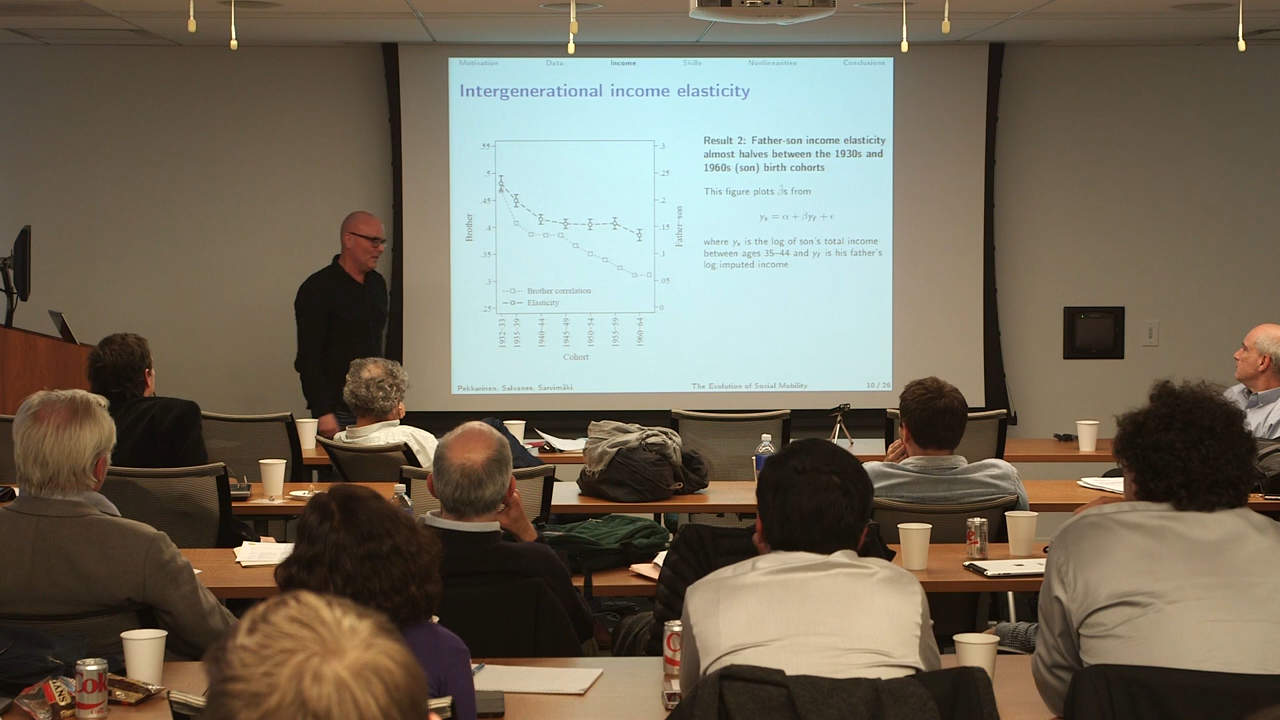 Motivation Data Income Skills Nonlinearities Conclusions
Intergenerational income elasticity
Result 2: Father-son income elasticity
almost halves between the 1930s and
1960s (son) birth cohorts
This figure plots β̂s from
yₛ = α + βy_f + ε
where yₛ is the log of son's total income
between ages 35–44 and y_f is his father's
log imputed income
.55 .3
.5 .25
.45 .2
.4 .15
.35 .1
.3 .05
.25 0
Brother
Father-son
Brother correlation
Elasticity
1932-33 1935-39 1940-44 1945-49 1950-54 1955-59 1960-64
Cohort
Pekkarinen, Salvanes, Sarvimäki The Evolution of Social Mobility 10 / 26
Coke